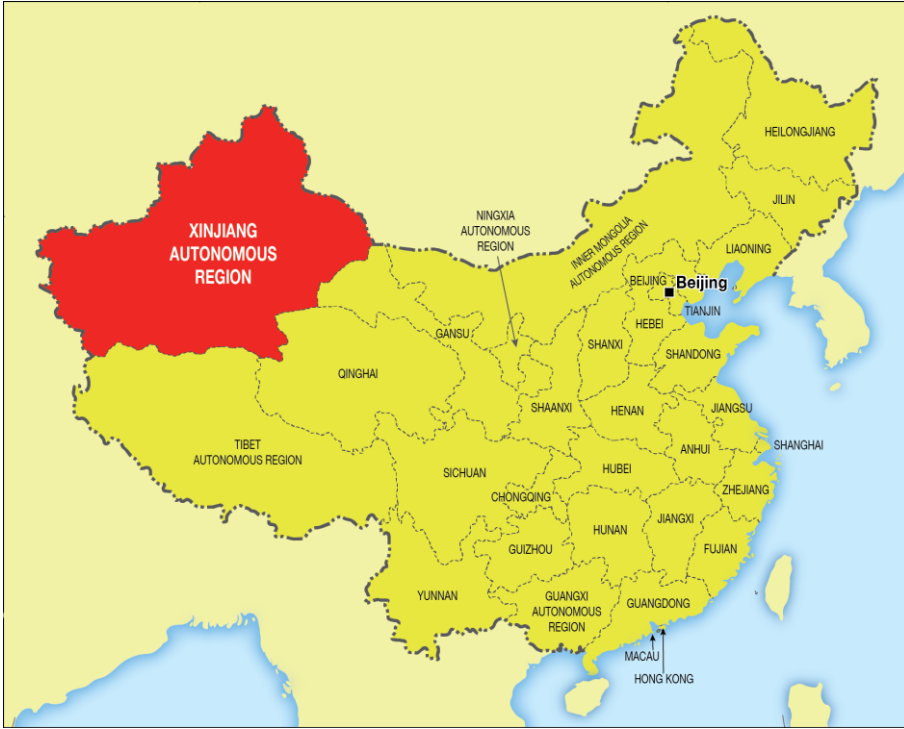 HEILONGJIANG
JILIN
LIAONING
NINGXIA
AUTONOMOUS
REGION
INNER MONGOLIA
AUTONOMOUS REGION
XINJIANG
AUTONOMOUS
REGION
BEIJING
Beijing
TIANJIN
HEBEI
GANSU
SHANXI
SHANDONG
QINGHAI
SHAANXI
HENAN
JIANGSU
TIBET
AUTONOMOUS REGION
ANHUI
SHANGHAI
SICHUAN
HUBEI
CHONGQING
ZHEJIANG
HUNAN
JIANGXI
GUIZHOU
FUJIAN
YUNNAN
GUANGXI
AUTONOMOUS
REGION
GUANGDONG
MACAU
HONG KONG